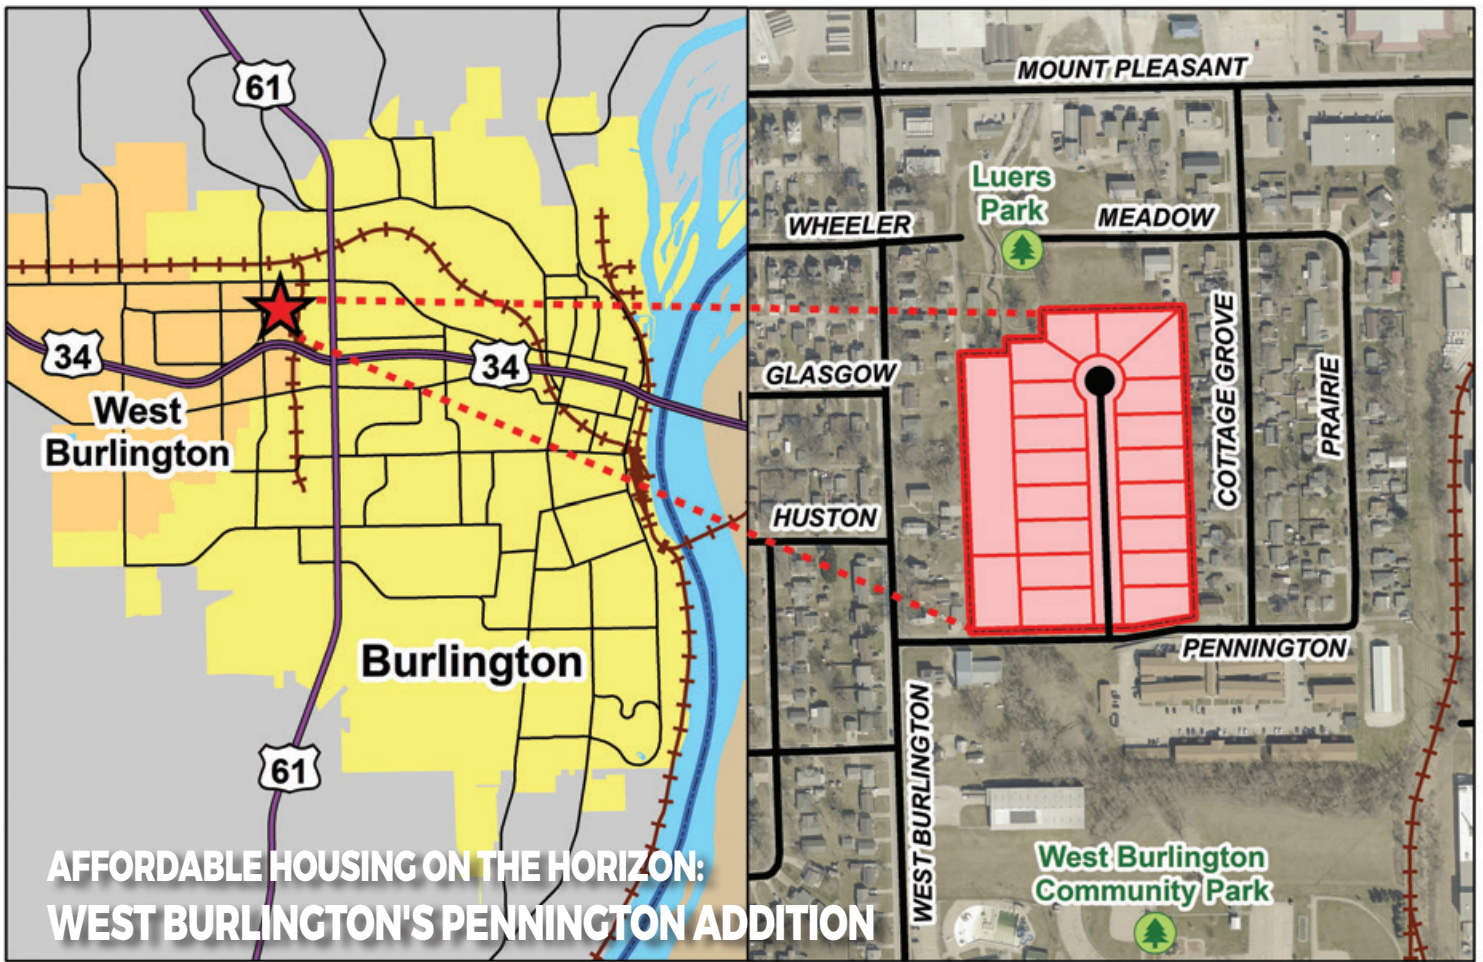 61
34
34
West
Burlington
Burlington
61
AFFORDABLE HOUSING ON THE HORIZON:
WEST BURLINGTON'S PENNINGTON ADDITION
MOUNT PLEASANT
Luers
Park
WHEELER
MEADOW
GLASGOW
COTTAGE GROVE
PRAIRIE
HUSTON
PENNINGTON
WEST BURLINGTON
West Burlington
Community Park